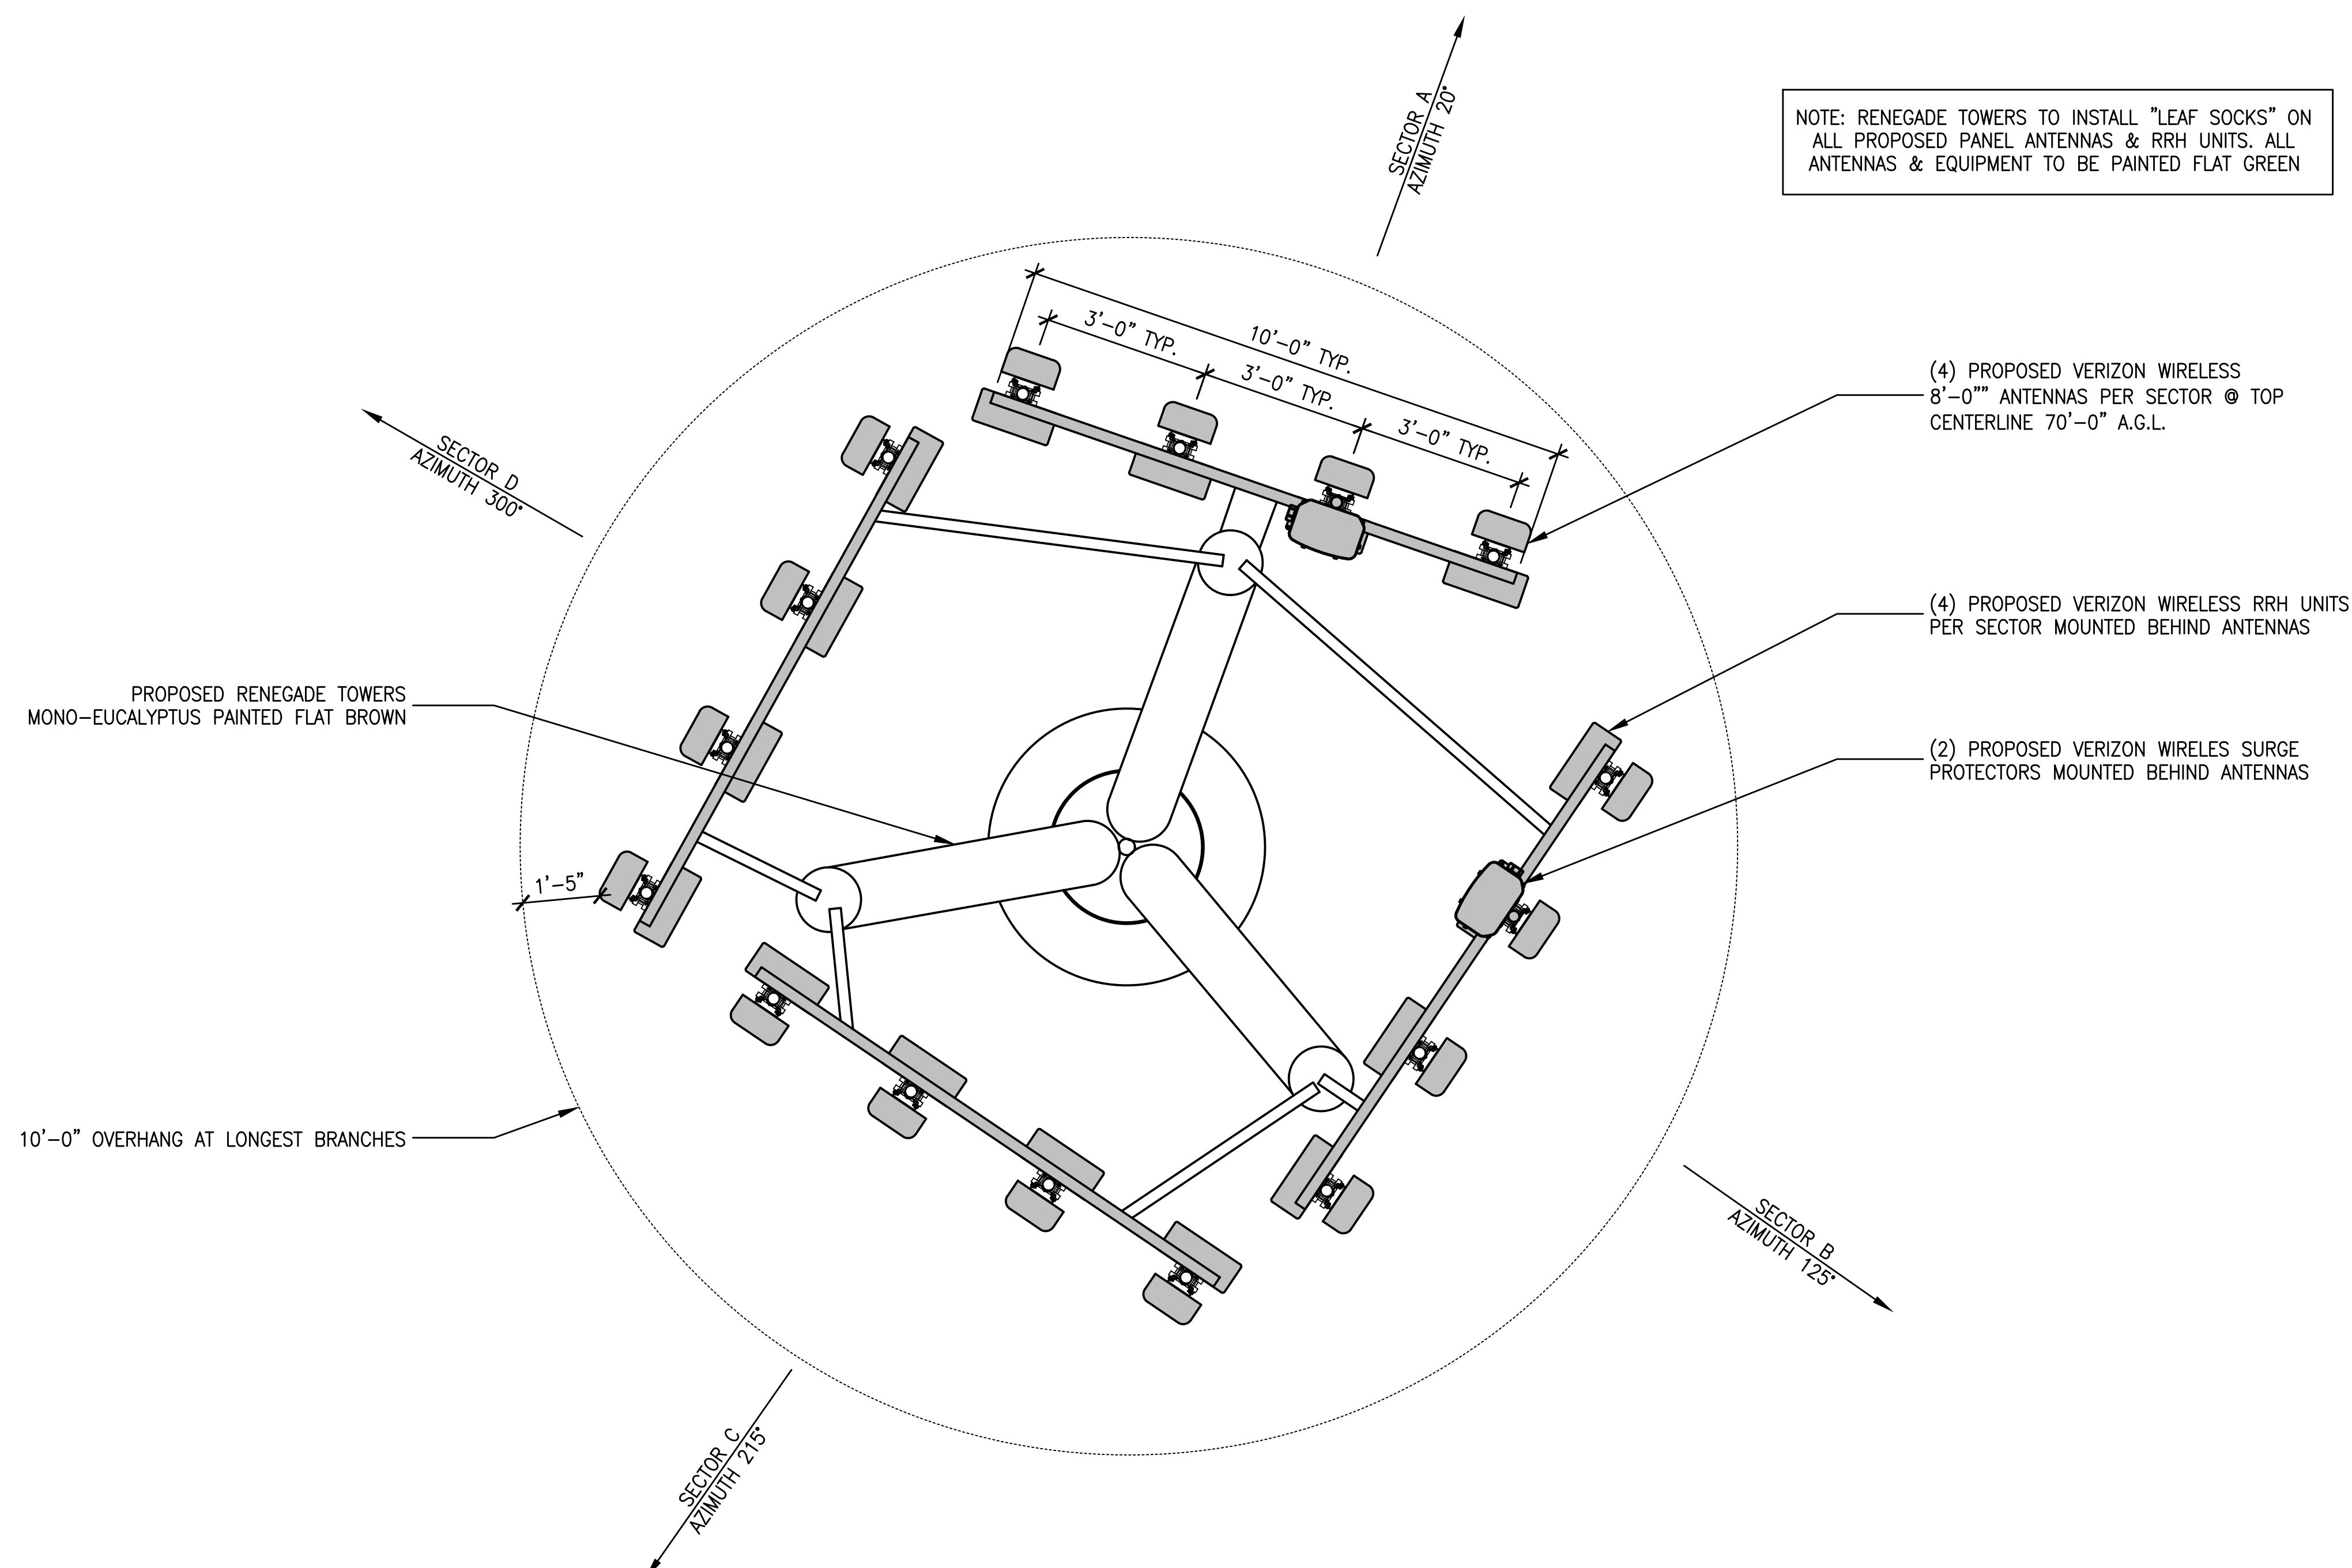 SECTOR A
AZIMUTH 20°
NOTE: RENEGADE TOWERS TO INSTALL "LEAF SOCKS" ON
ALL PROPOSED PANEL ANTENNAS & RRH UNITS. ALL
ANTENNAS & EQUIPMENT TO BE PAINTED FLAT GREEN
10'-0" TYP.
3'-0" TYP.
3'-0" TYP.
3'-0" TYP.
(4) PROPOSED VERIZON WIRELESS
8'-0"" ANTENNAS PER SECTOR @ TOP
CENTERLINE 70'-0" A.G.L.
SECTOR D
AZIMUTH 300°
(4) PROPOSED VERIZON WIRELESS RRH UNITS
PER SECTOR MOUNTED BEHIND ANTENNAS
PROPOSED RENEGADE TOWERS
MONO-EUCALYPTUS PAINTED FLAT BROWN
(2) PROPOSED VERIZON WIRELES SURGE
PROTECTORS MOUNTED BEHIND ANTENNAS
1'-5"
10'-0" OVERHANG AT LONGEST BRANCHES
SECTOR B
AZIMUTH 125°
SECTOR C
AZIMUTH 215°